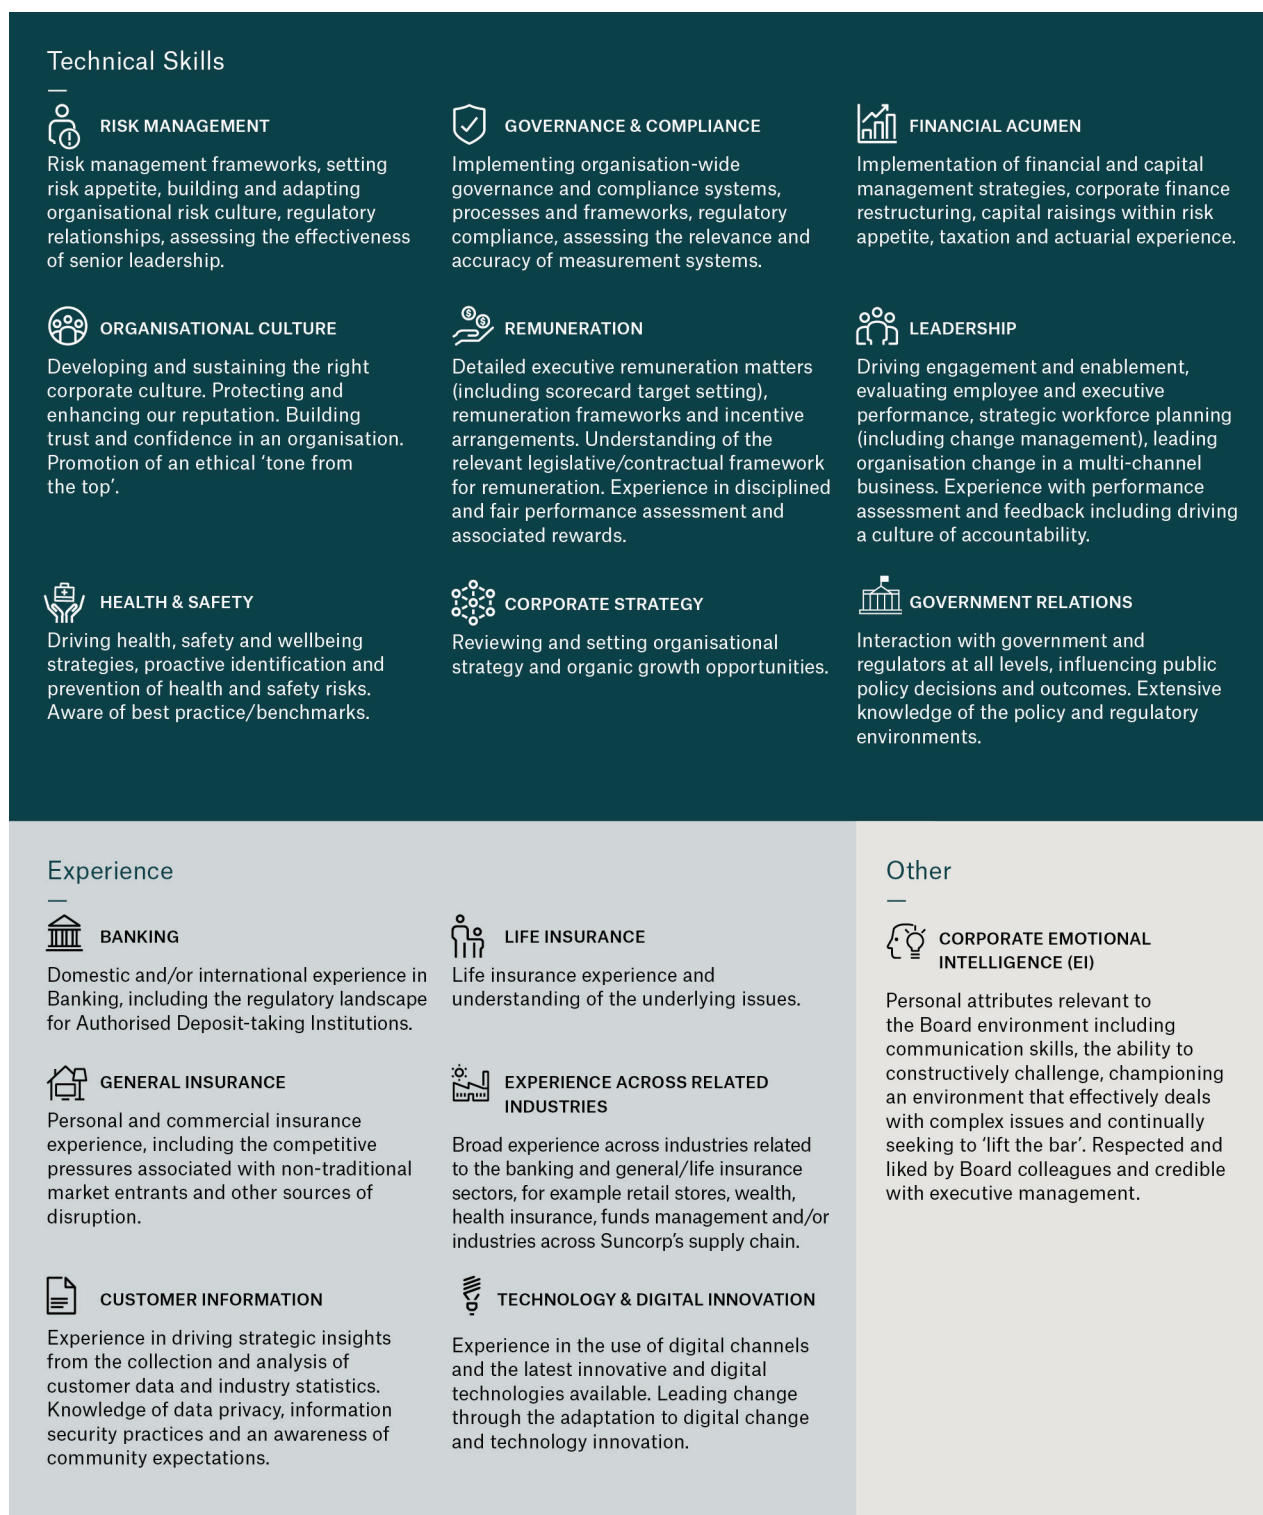 Technical Skills
RISK MANAGEMENT
Risk management frameworks, setting
risk appetite, building and adapting
organisational risk culture, regulatory
relationships, assessing the effectiveness
of senior leadership.
GOVERNANCE & COMPLIANCE
Implementing organisation-wide
governance and compliance systems,
processes and frameworks, regulatory
compliance, assessing the relevance and
accuracy of measurement systems.
FINANCIAL ACUMEN
Implementation of financial and capital
management strategies, corporate finance
restructuring, capital raisings within risk
appetite, taxation and actuarial experience.
ORGANISATIONAL CULTURE
Developing and sustaining the right
corporate culture. Protecting and
enhancing our reputation. Building
trust and confidence in an organisation.
Promotion of an ethical ‘tone from
the top’.
REMUNERATION
Detailed executive remuneration matters
(including scorecard target setting),
remuneration frameworks and incentive
arrangements. Understanding of the
relevant legislative/contractual framework
for remuneration. Experience in disciplined
and fair performance assessment and
associated rewards.
LEADERSHIP
Driving engagement and enablement,
evaluating employee and executive
performance, strategic workforce planning
(including change management), leading
organisation change in a multi-channel
business. Experience with performance
assessment and feedback including driving
a culture of accountability.
HEALTH & SAFETY
Driving health, safety and wellbeing
strategies, proactive identification and
prevention of health and safety risks.
Aware of best practice/benchmarks.
CORPORATE STRATEGY
Reviewing and setting organisational
strategy and organic growth opportunities.
GOVERNMENT RELATIONS
Interaction with government and
regulators at all levels, influencing public
policy decisions and outcomes. Extensive
knowledge of the policy and regulatory
environments.
Experience
BANKING
Domestic and/or international experience in
Banking, including the regulatory landscape
for Authorised Deposit-taking Institutions.
LIFE INSURANCE
Life insurance experience and
understanding of the underlying issues.
GENERAL INSURANCE
Personal and commercial insurance
experience, including the competitive
pressures associated with non-traditional
market entrants and other sources of
disruption.
EXPERIENCE ACROSS RELATED
INDUSTRIES
Broad experience across industries related
to the banking and general/life insurance
sectors, for example retail stores, wealth,
health insurance, funds management and/or
industries across Suncorp’s supply chain.
CUSTOMER INFORMATION
Experience in driving strategic insights
from the collection and analysis of
customer data and industry statistics.
Knowledge of data privacy, information
security practices and an awareness of
community expectations.
TECHNOLOGY & DIGITAL INNOVATION
Experience in the use of digital channels
and the latest innovative and digital
technologies available. Leading change
through the adaptation to digital change
and technology innovation.
Other
CORPORATE EMOTIONAL
INTELLIGENCE (EI)
Personal attributes relevant to
the Board environment including
communication skills, the ability to
constructively challenge, championing
an environment that effectively deals
with complex issues and continually
seeking to ‘lift the bar’. Respected and
liked by Board colleagues and credible
with executive management.